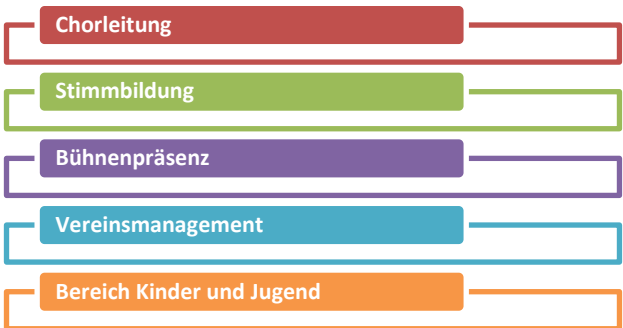 Chorleitung
Stimmbildung
Bühnenpräsenz
Vereinsmanagement
Bereich Kinder und Jugend